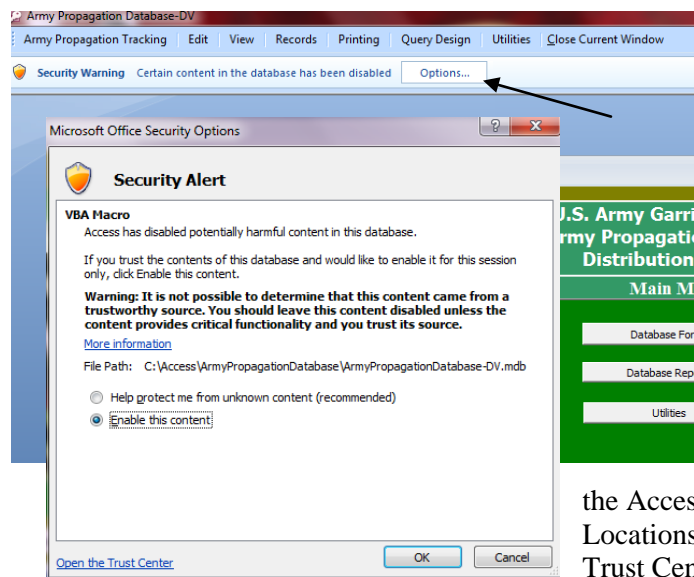 Army Propagation Database-DV
Army Propagation Tracking Edit View Records Printing Query Design Utilities Close Current Window
Security Warning Certain content in the database has been disabled Options...
Microsoft Office Security Options
Security Alert
VBA Macro
Access has disabled potentially harmful content in this database.
If you trust the contents of this database and would like to enable it for this session
only, click Enable this content.
Warning: It is not possible to determine that this content came from a
trustworthy source. You should leave this content disabled unless the
content provides critical functionality and you trust its source.
More information
File Path: C:\Access\ArmyPropagationDatabase\ArmyPropagationDatabase-DV.mdb
Help protect me from unknown content (recommended)
Enable this content
Open the Trust Center OK Cancel
U.S. Army Garri
rmy Propagati
Distribution
Main M
Database For
Database Rep
Utilities
the Acces
Locations
Trust Cen